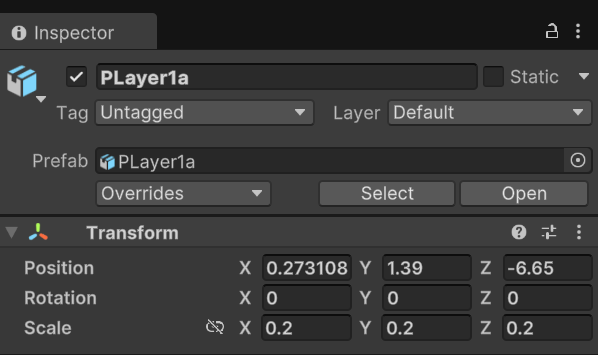 Inspector
PLayer1a Static
Tag Untagged Layer Default
Prefab PLayer1a
Overrides Select Open
Transform
Position X 0.273108 Y 1.39 Z -6.65
Rotation X 0 Y 0 Z 0
Scale X 0.2 Y 0.2 Z 0.2